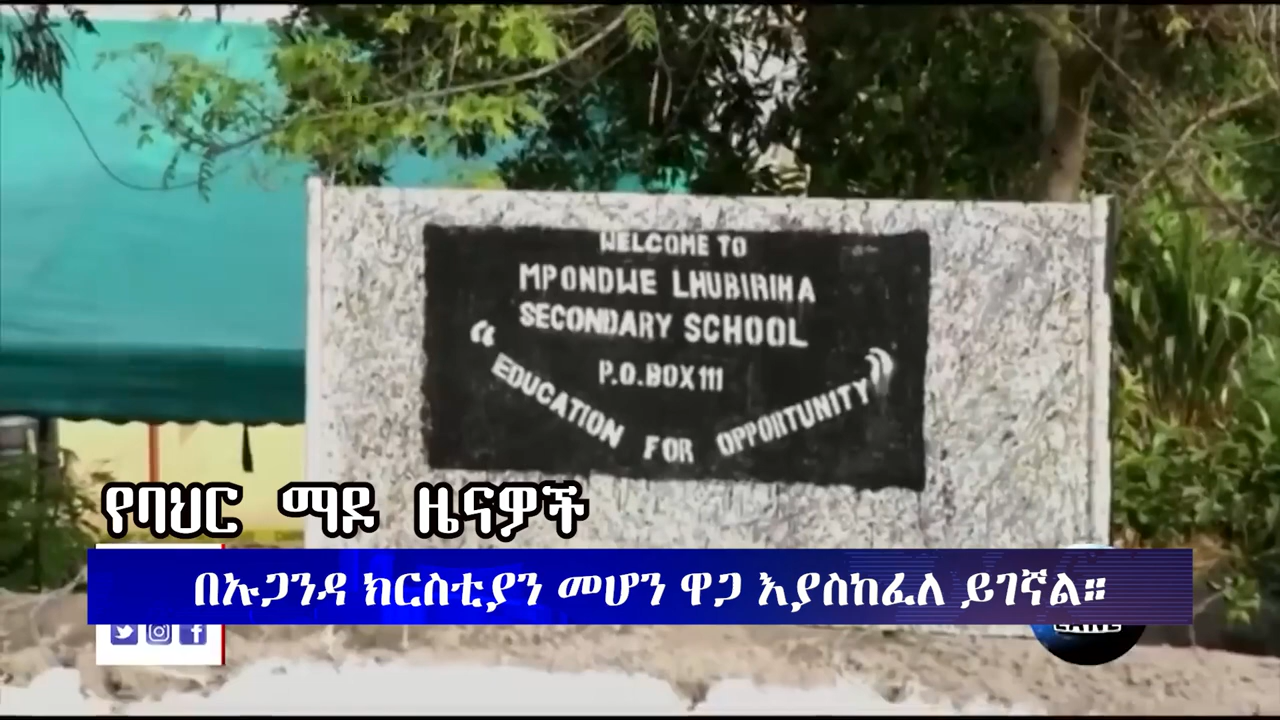 WELCOME TO
MPONDWE LHUBIRIHA
SECONDARY SCHOOL
P.O.BOX 111
“EDUCATION FOR OPPORTUNITY”
የባህር ማዶ ዜናዎች
በኡጋንዳ ክርስቲያን መሆን ዋጋ እያስከፈለ ይገኛል።